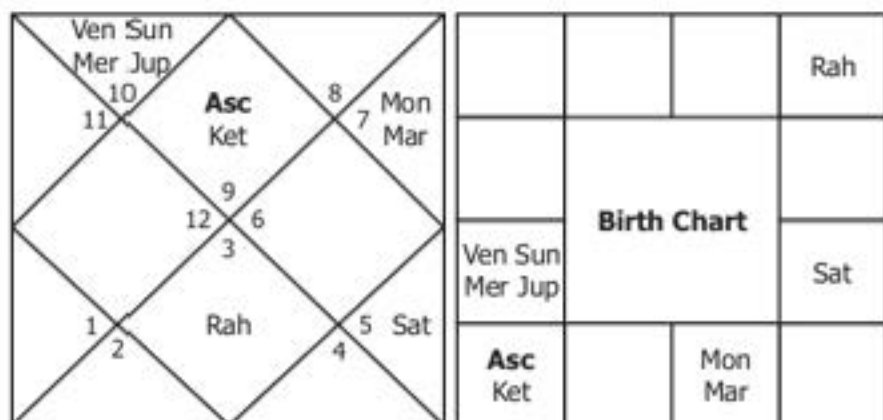 Ven Sun
Mer Jup
10
11
Asc
Ket
8
7
Mon
Mar
9
12
6
3
1
2
Rah
5
4
Sat
Rah
Birth Chart
Ven Sun
Mer Jup
Sat
Asc
Ket
Mon
Mar